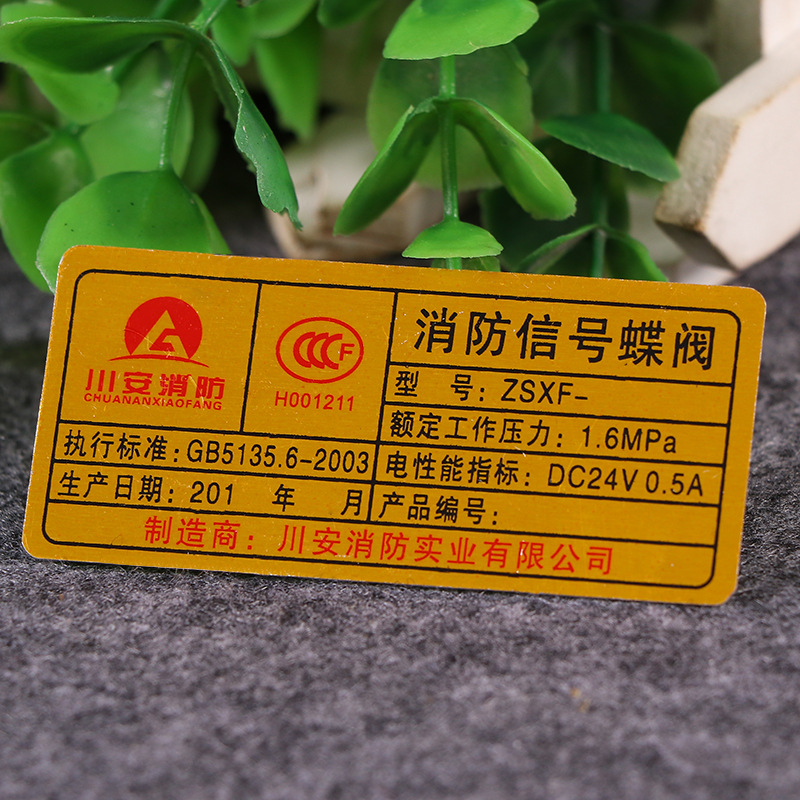 川安消防
CHUANANXIAOFANG
CCCF
H001211
消防信号蝶阀
型 号：ZSXF-
额定工作压力：1.6MPa
执行标准：GB5135.6-2003
电性能指标：DC24V 0.5A
生产日期：201 年 月
产品编号：
制造商：川安消防实业有限公司